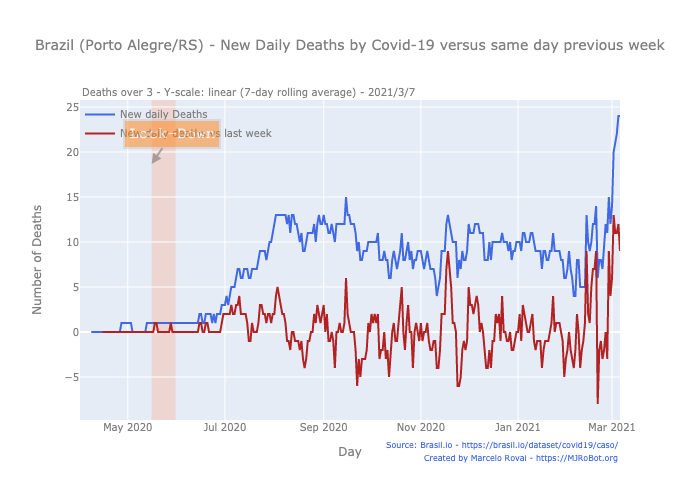 Brazil (Porto Alegre/RS) - New Daily Deaths by Covid-19 versus same day previous week
Deaths over 3 - Y-scale: linear (7-day rolling average) - 2021/3/7
New daily Deaths
New daily deaths vs last week
Lock Down
25
20
15
10
5
0
−5
Number of Deaths
May 2020
Jul 2020
Sep 2020
Nov 2020
Jan 2021
Mar 2021
Day
Source: Brasil.io - https://brasil.io/dataset/covid19/caso/
Created by Marcelo Rovai - https://MJRoBot.org